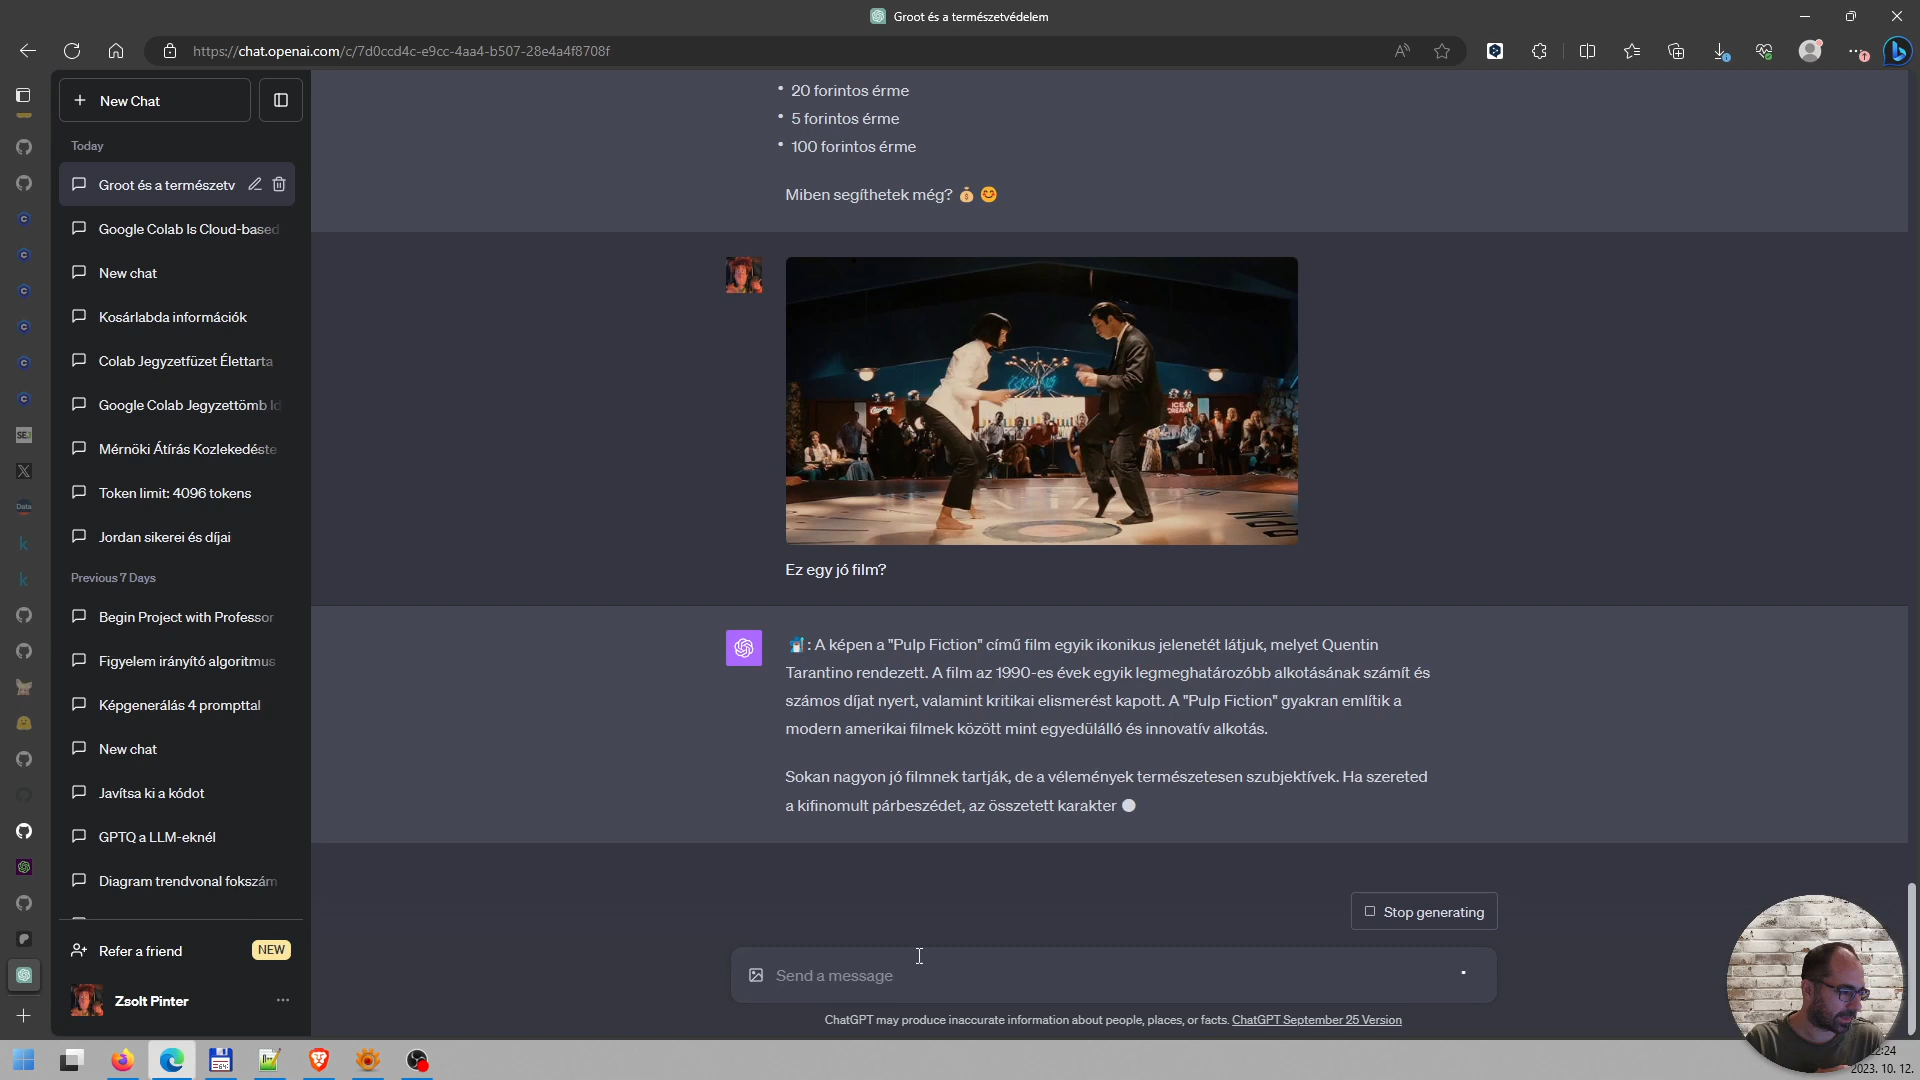 Groot és a természetvédelem
https://chat.openai.com/c/7d0ccd4c-e9cc-4aa4-b507-28e4a4f8708f
New Chat
Today
Groot és a természetv
Google Colab Is Cloud-based
New chat
Kosárlabda információk
Colab Jegyzetfüzet Élettarta
Google Colab Jegyzettömb Id
Mérnöki Átírás Kozlekedéste
Token limit: 4096 tokens
Jordan sikerei és díjai
Previous 7 Days
Begin Project with Professor
Figyelem irányító algoritmus
Képgenerálás 4 prompttal
New chat
Javítsa ki a kódot
GPTQ a LLM-eknél
Diagram trendvonal fokszám
Refer a friend
NEW
Zsolt Pinter
• 20 forintos érme
• 5 forintos érme
• 100 forintos érme
Miben segíthetek még? 💰 😊
ICE
CREAM
Ez egy jó film?
: A képen a "Pulp Fiction" című film egyik ikonikus jelenetét látjuk, melyet Quentin
Tarantino rendezett. A film az 1990-es évek egyik legmeghatározóbb alkotásának számít és
számos díjat nyert, valamint kritikai elismerést kapott. A "Pulp Fiction" gyakran említik a
modern amerikai filmek között mint egyedülálló és innovatív alkotás.
Sokan nagyon jó filmnek tartják, de a vélemények természetesen szubjektívek. Ha szereted
a kifinomult párbeszédet, az összetett karakter
Stop generating
Send a message
ChatGPT may produce inaccurate information about people, places, or facts. ChatGPT September 25 Version
2:24
2023. 10. 12.